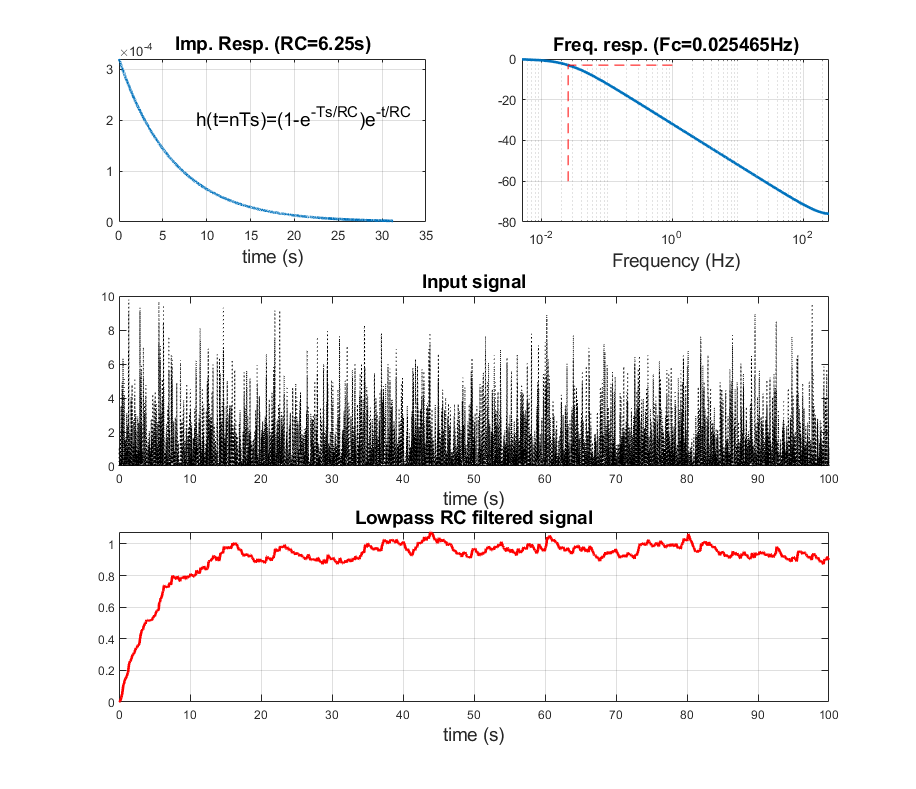 Imp. Resp. (RC=6.25s)
×10-4
3
2
1
0
0 5 10 15 20 25 30 35
time (s)
h(t=nTs)=(1-e-Ts/RC)e-t/RC
Freq. resp. (Fc=0.025465Hz)
0
-20
-40
-60
-80
10-2 100 102
Frequency (Hz)
Input signal
10
8
6
4
2
0
0 10 20 30 40 50 60 70 80 90 100
time (s)
Lowpass RC filtered signal
1
0.8
0.6
0.4
0.2
0
0 10 20 30 40 50 60 70 80 90 100
time (s)